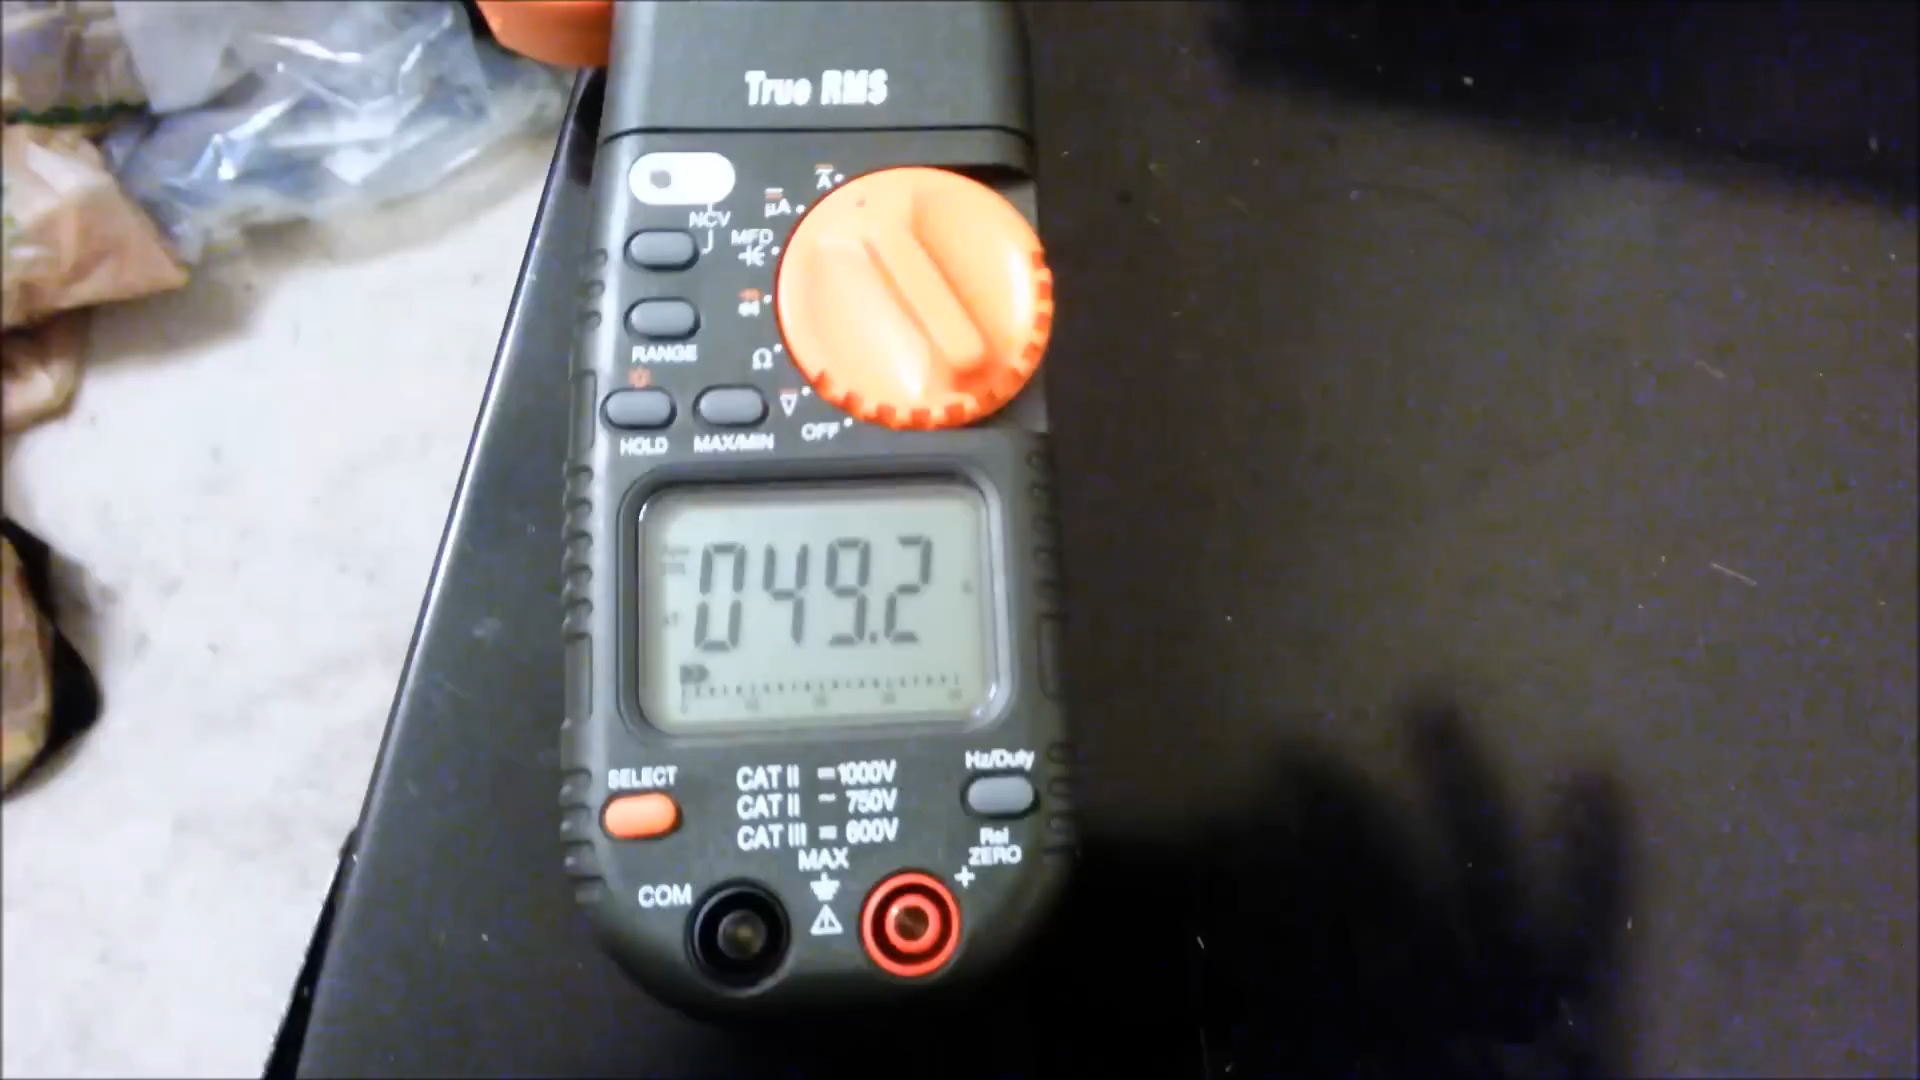 True RMS
NCV
A
µA
MFD
RANGE
Ω
HOLD
MAX/MIN
V
OFF
049.2
SELECT
Hz/Duty
CAT II ⎓ 1000V
CAT II ~ 750V
CAT III ⎓ 600V
MAX
Rel
ZERO
COM
+